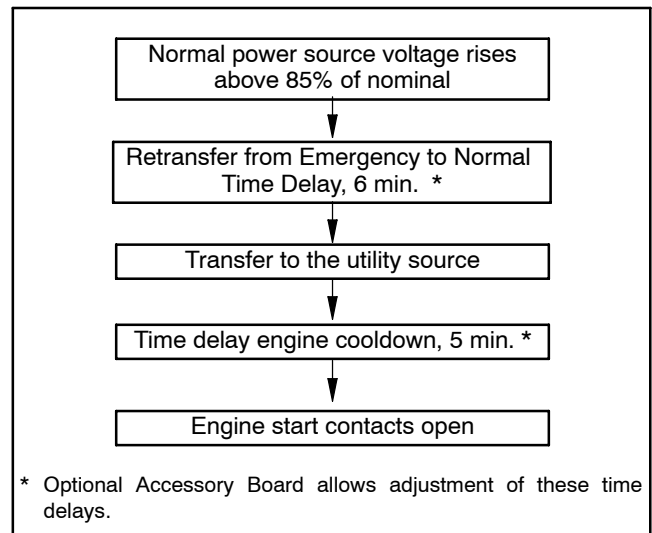 Normal power source voltage rises
above 85% of nominal
Retransfer from Emergency to Normal
Time Delay, 6 min. *
Transfer to the utility source
Time delay engine cooldown, 5 min. *
Engine start contacts open
* Optional Accessory Board allows adjustment of these time
delays.